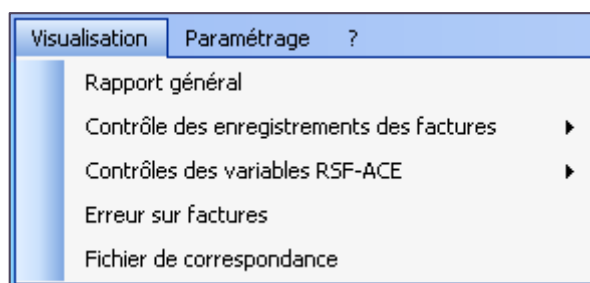 Visualisation Paramétrage ?
Rapport général
Contrôle des enregistrements des factures
Contrôles des variables RSF-ACE
Erreur sur factures
Fichier de correspondance